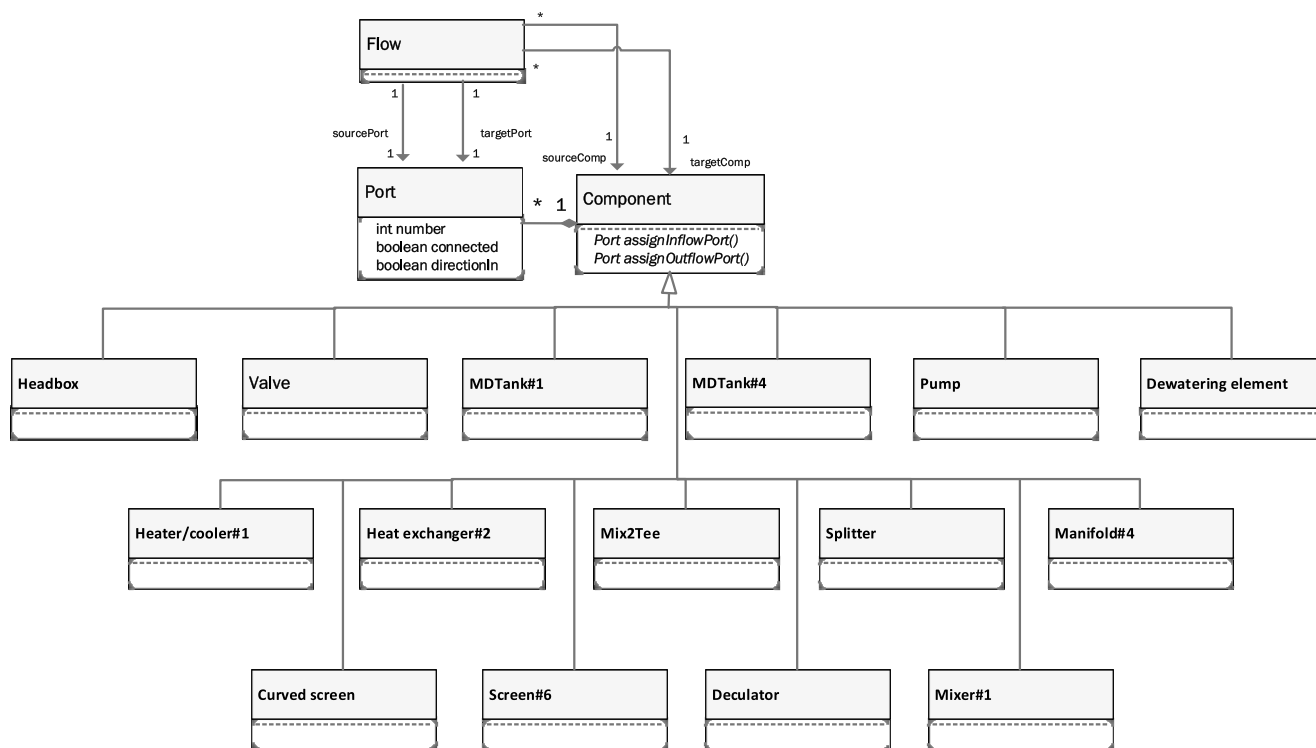 *
Flow
*
1 1
sourcePort targetPort
1 1
1 1
sourceComp targetComp
Port
* 1
Component
int number
boolean connected
boolean directionIn
Port assignInflowPort()
Port assignOutflowPort()
Headbox
Valve
MDTank#1
MDTank#4
Pump
Dewatering element
Heater/cooler#1
Heat exchanger#2
Mix2Tee
Splitter
Manifold#4
Curved screen
Screen#6
Deculator
Mixer#1